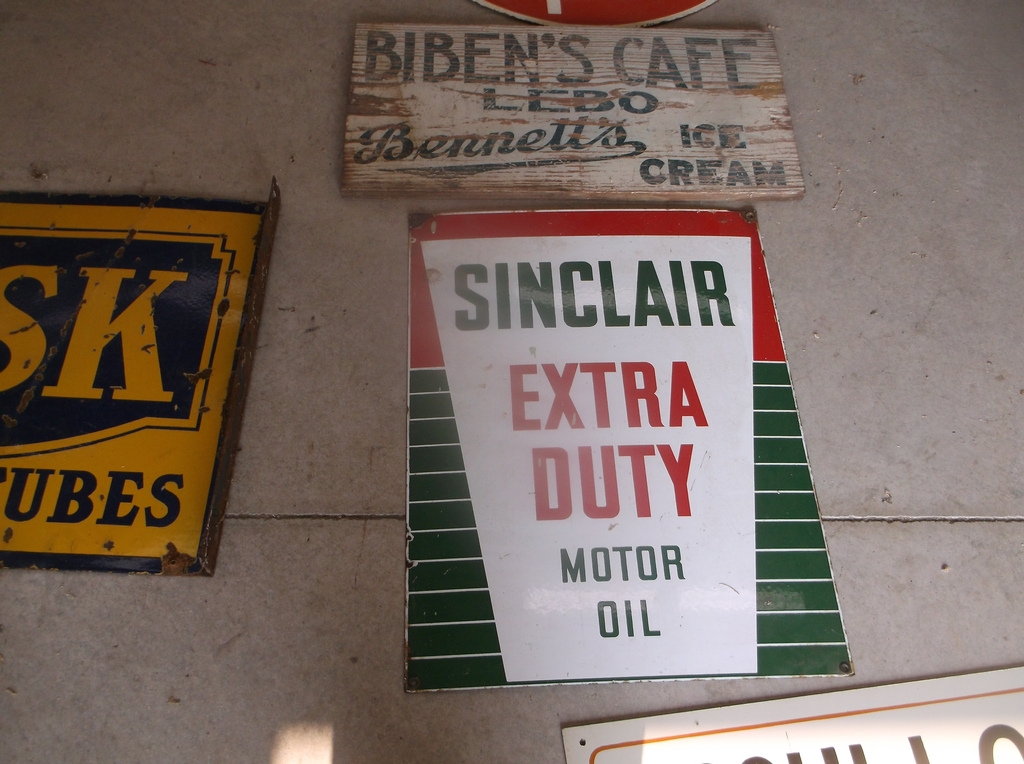 BIBEN'S CAFE
LEBO
Bennett's ICE
CREAM
SINCLAIR
EXTRA
DUTY
MOTOR
OIL
SK
TUBES